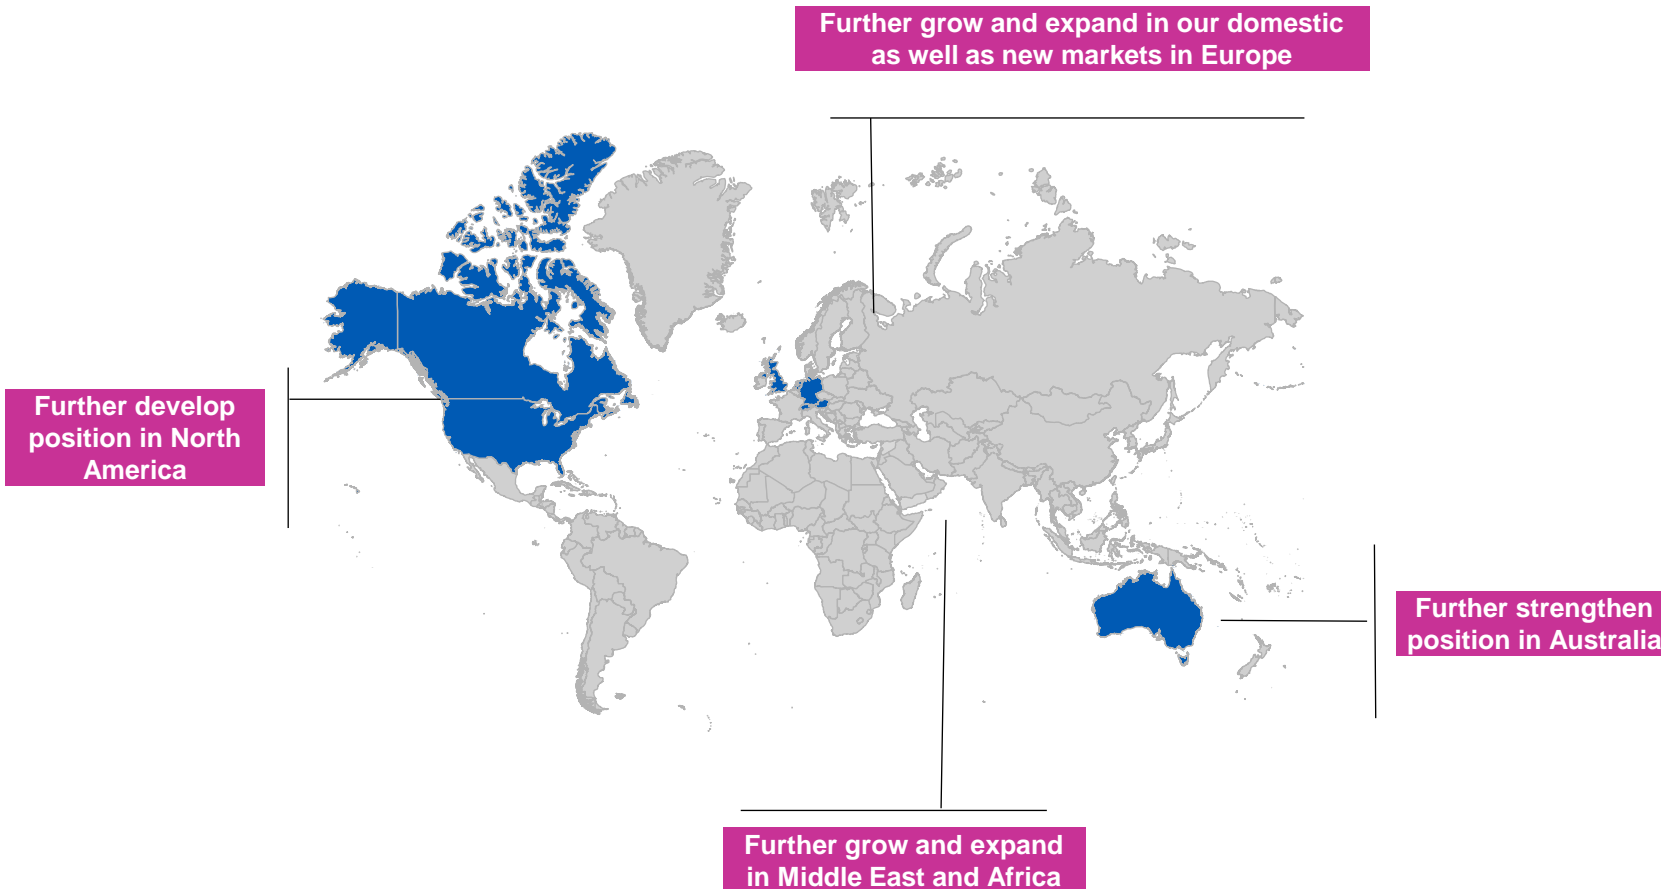 Further grow and expand in our domestic
as well as new markets in Europe
Further develop
position in North
America
Further strengthen
position in Australia
Further grow and expand
in Middle East and Africa